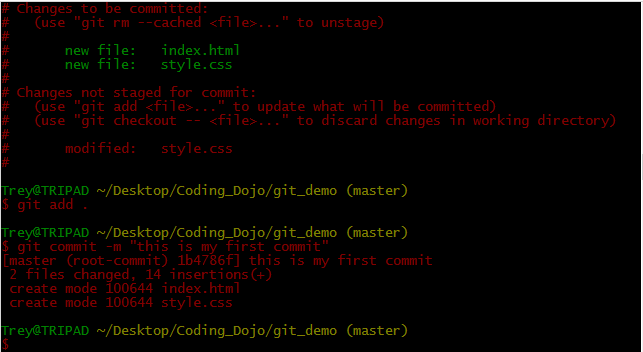 # Changes to be committed:
#   (use "git rm --cached <file>..." to unstage)
#
#       new file:   index.html
#       new file:   style.css
#
# Changes not staged for commit:
#   (use "git add <file>..." to update what will be committed)
#   (use "git checkout -- <file>..." to discard changes in working directory)
#
#       modified:   style.css
#
Trey@TRIPAD ~/Desktop/Coding_Dojo/git_demo (master)
$ git add .
Trey@TRIPAD ~/Desktop/Coding_Dojo/git_demo (master)
$ git commit -m "this is my first commit"
[master (root-commit) 1b4786f] this is my first commit
 2 files changed, 14 insertions(+)
 create mode 100644 index.html
 create mode 100644 style.css
Trey@TRIPAD ~/Desktop/Coding_Dojo/git_demo (master)
$